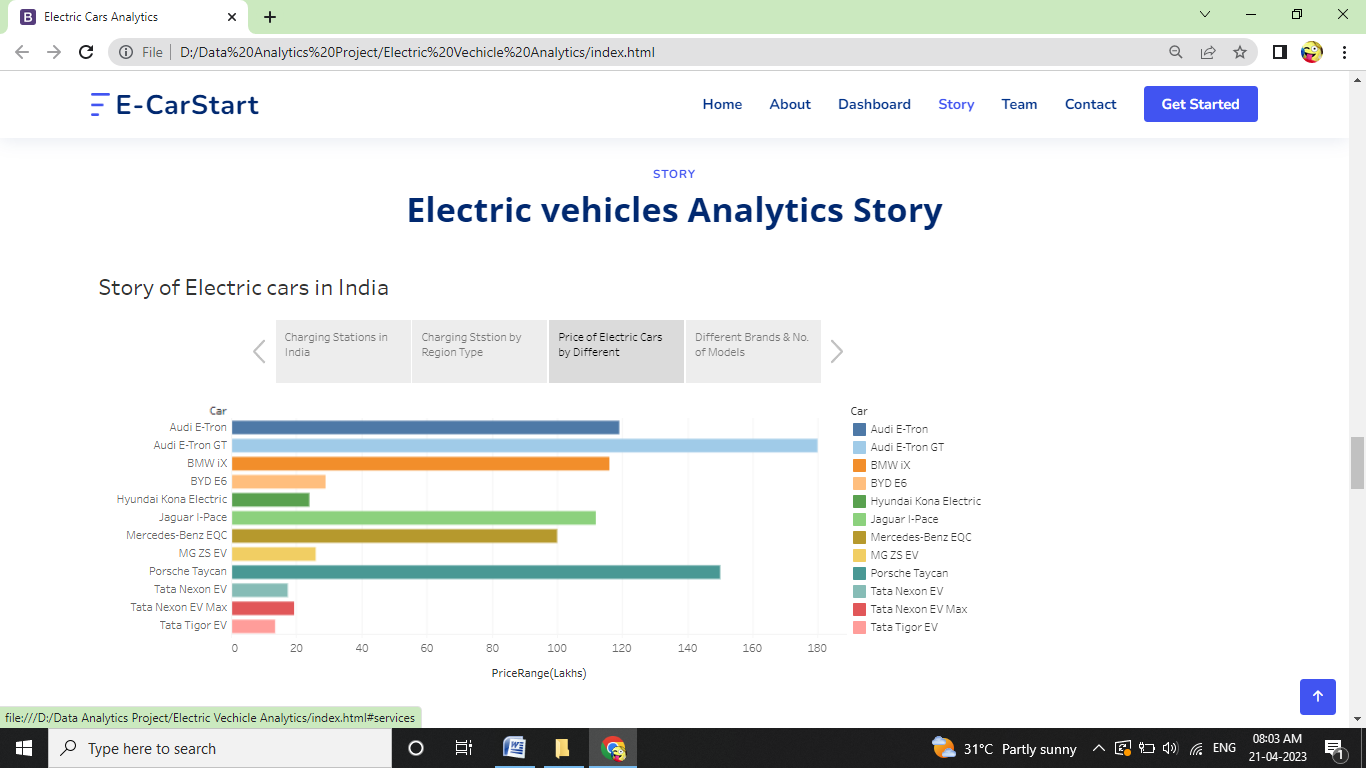 Electric Cars Analytics
File
D:/Data%20Analytics%20Project/Electric%20Vechicle%20Analytics/index.html
E-CarStart
Home About Dashboard Story Team Contact Get Started
STORY
Electric vehicles Analytics Story
Story of Electric cars in India
Charging Stations in
India
Charging Ststion by
Region Type
Price of Electric Cars
by Different
Different Brands & No.
of Models
Car
Audi E-Tron
Audi E-Tron GT
BMW iX
BYD E6
Hyundai Kona Electric
Jaguar I-Pace
Mercedes-Benz EQC
MG ZS EV
Porsche Taycan
Tata Nexon EV
Tata Nexon EV Max
Tata Tigor EV
0 20 40 60 80 100 120 140 160 180
PriceRange(Lakhs)
Car
Audi E-Tron
Audi E-Tron GT
BMW iX
BYD E6
Hyundai Kona Electric
Jaguar I-Pace
Mercedes-Benz EQC
MG ZS EV
Porsche Taycan
Tata Nexon EV
Tata Nexon EV Max
Tata Tigor EV
file:///D:/Data Analytics Project/Electric Vechicle Analytics/index.html#services
Type here to search
31°C Partly sunny
ENG
08:03 AM
21-04-2023
1